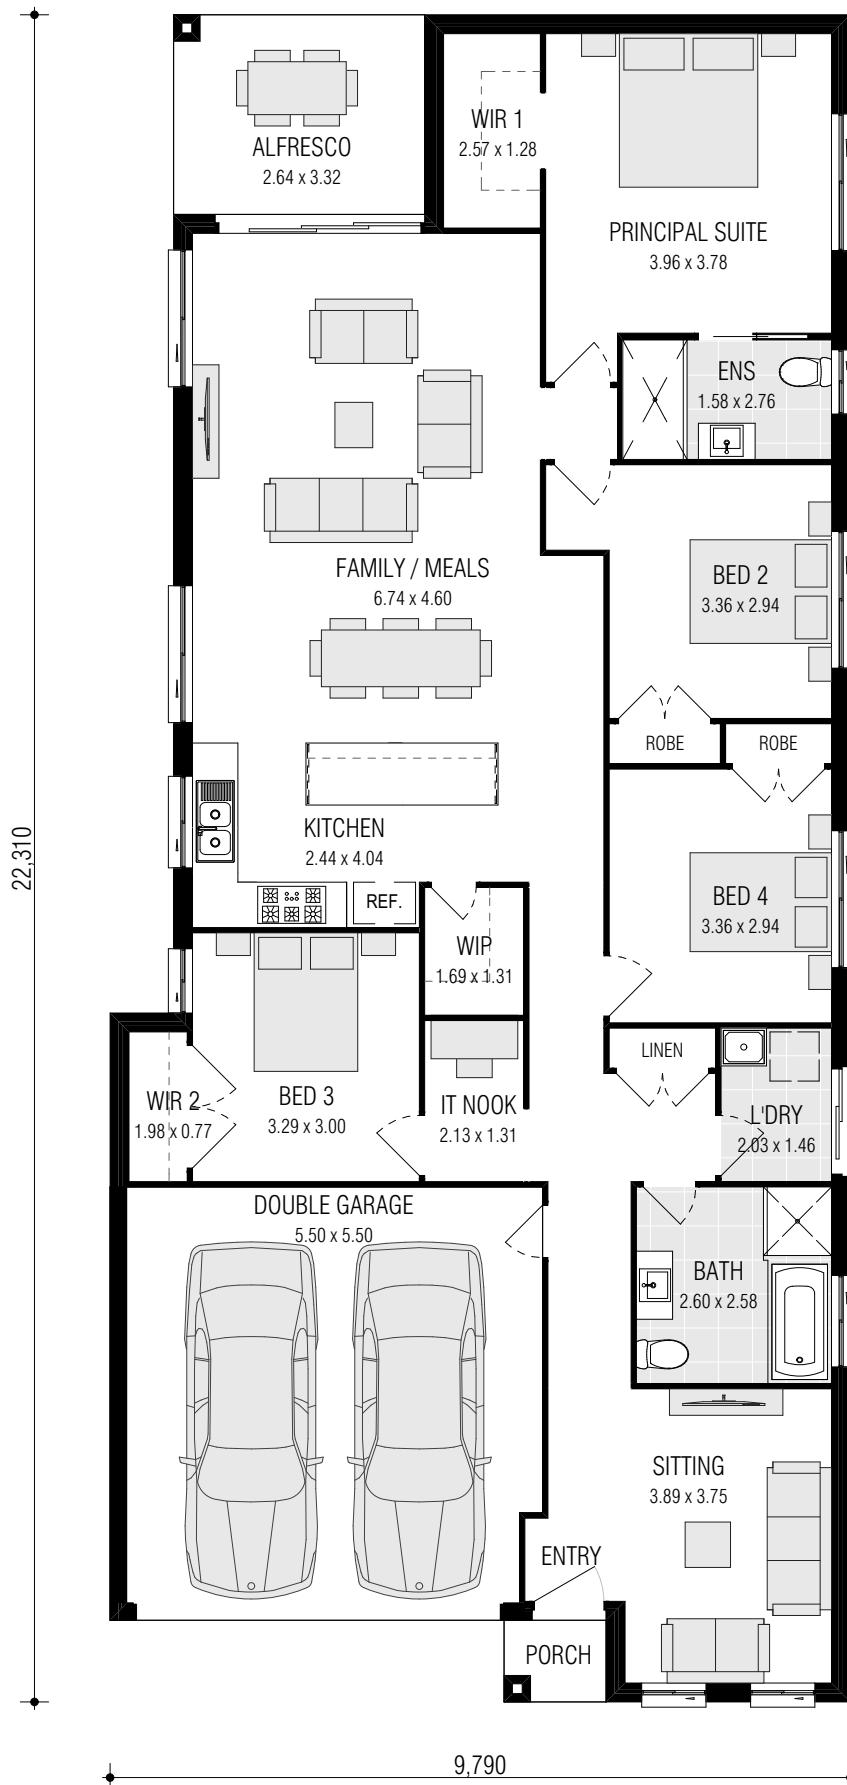 ALFRESCO
2.64 x 3.32
WIR 1
2.57 x 1.28
PRINCIPAL SUITE
3.96 x 3.78
ENS
1.58 x 2.76
FAMILY / MEALS
6.74 x 4.60
BED 2
3.36 x 2.94
ROBE
ROBE
KITCHEN
2.44 x 4.04
REF.
BED 4
3.36 x 2.94
WIP
1.69 x 1.31
22,310
LINEN
WIR 2
1.98 x 0.77
BED 3
3.29 x 3.00
IT NOOK
2.13 x 1.31
L'DRY
2.03 x 1.46
DOUBLE GARAGE
5.50 x 5.50
BATH
2.60 x 2.58
SITTING
3.89 x 3.75
ENTRY
PORCH
9,790